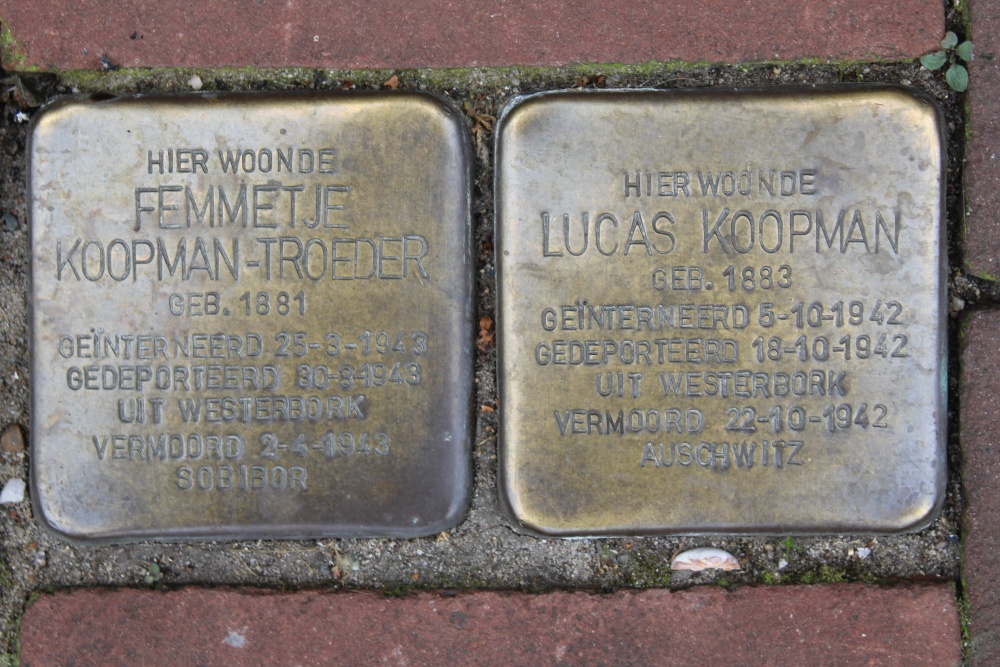 HIER WOONDE
FEMMETJE
KOOPMAN-TROEDER
GEB. 1881
GEÏNTERNEERD 25-3-1943
GEDEPORTEERD 30-3-1943
UIT WESTERBORK
VERMOORD 2-4-1943
SOBIBOR
HIER WOONDE
LUCAS KOOPMAN
GEB. 1883
GEÏNTERNEERD 5-10-1942
GEDEPORTEERD 18-10-1942
UIT WESTERBORK
VERMOORD 22-10-1942
AUSCHWITZ